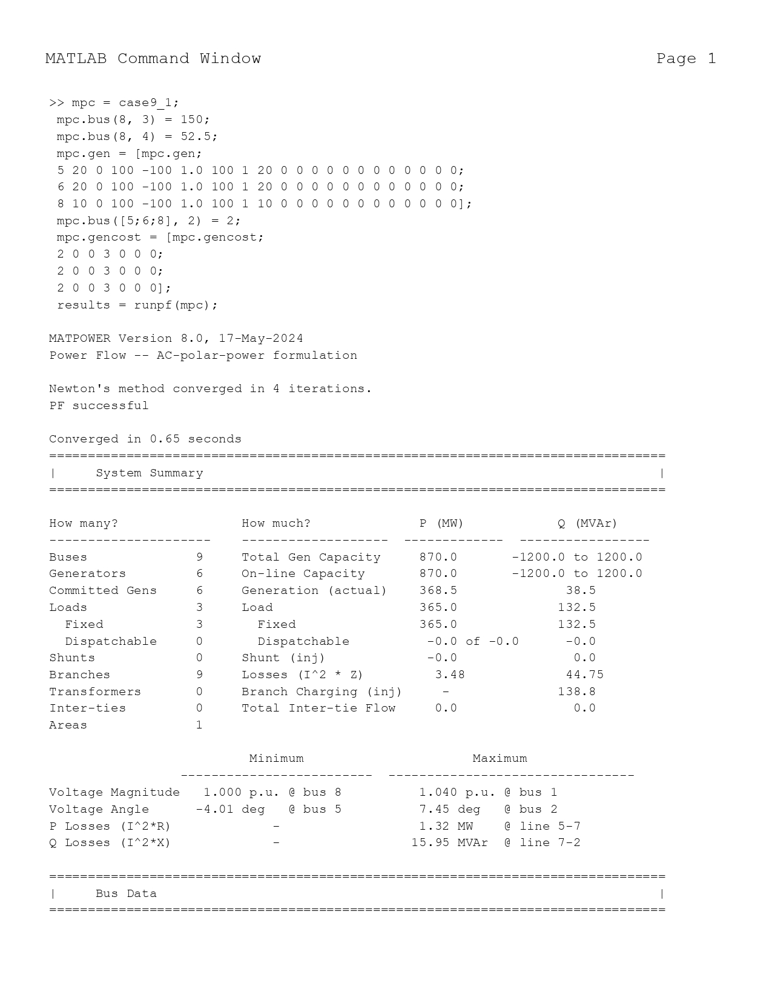 MATLAB Command Window                                      Page 1
>> mpc = case9_1;
 mpc.bus(8, 3) = 150;
 mpc.bus(8, 4) = 52.5;
 mpc.gen = [mpc.gen;
 5 20 0 100 -100 1.0 100 1 20 0 0 0 0 0 0 0 0 0 0 0 0;
 6 20 0 100 -100 1.0 100 1 20 0 0 0 0 0 0 0 0 0 0 0 0;
 8 10 0 100 -100 1.0 100 1 10 0 0 0 0 0 0 0 0 0 0 0 0];
 mpc.bus([5;6;8], 2) = 2;
 mpc.gencost = [mpc.gencost;
 2 0 0 3 0 0 0;
 2 0 0 3 0 0 0;
 2 0 0 3 0 0 0];
 results = runpf(mpc);
MATPOWER Version 8.0, 17-May-2024
Power Flow -- AC-polar-power formulation
Newton's method converged in 4 iterations.
PF successful
Converged in 0.65 seconds
================================================================================
|     System Summary                                                           |
================================================================================
How many?                How much?              P (MW)            Q (MVAr)
---------------------    -------------------  -------------  -----------------
Buses              9     Total Gen Capacity     870.0       -1200.0 to 1200.0
Generators         6     On-line Capacity       870.0       -1200.0 to 1200.0
Committed Gens     6     Generation (actual)    368.5              38.5
Loads              3     Load                   365.0             132.5
  Fixed            3       Fixed                365.0             132.5
  Dispatchable     0       Dispatchable          -0.0 of -0.0      -0.0
Shunts             0     Shunt (inj)             -0.0               0.0
Branches           9     Losses (I^2 * Z)         3.48             44.75
Transformers       0     Branch Charging (inj)     -              138.8
Inter-ties         0     Total Inter-tie Flow     0.0               0.0
Areas              1
                          Minimum                      Maximum
                 -------------------------  --------------------------------
Voltage Magnitude   1.000 p.u. @ bus 8          1.040 p.u. @ bus 1
Voltage Angle      -4.01 deg   @ bus 5          7.45 deg   @ bus 2
P Losses (I^2*R)             -                  1.32 MW    @ line 5-7
Q Losses (I^2*X)             -                 15.95 MVAr  @ line 7-2
================================================================================
|     Bus Data                                                                 |
================================================================================